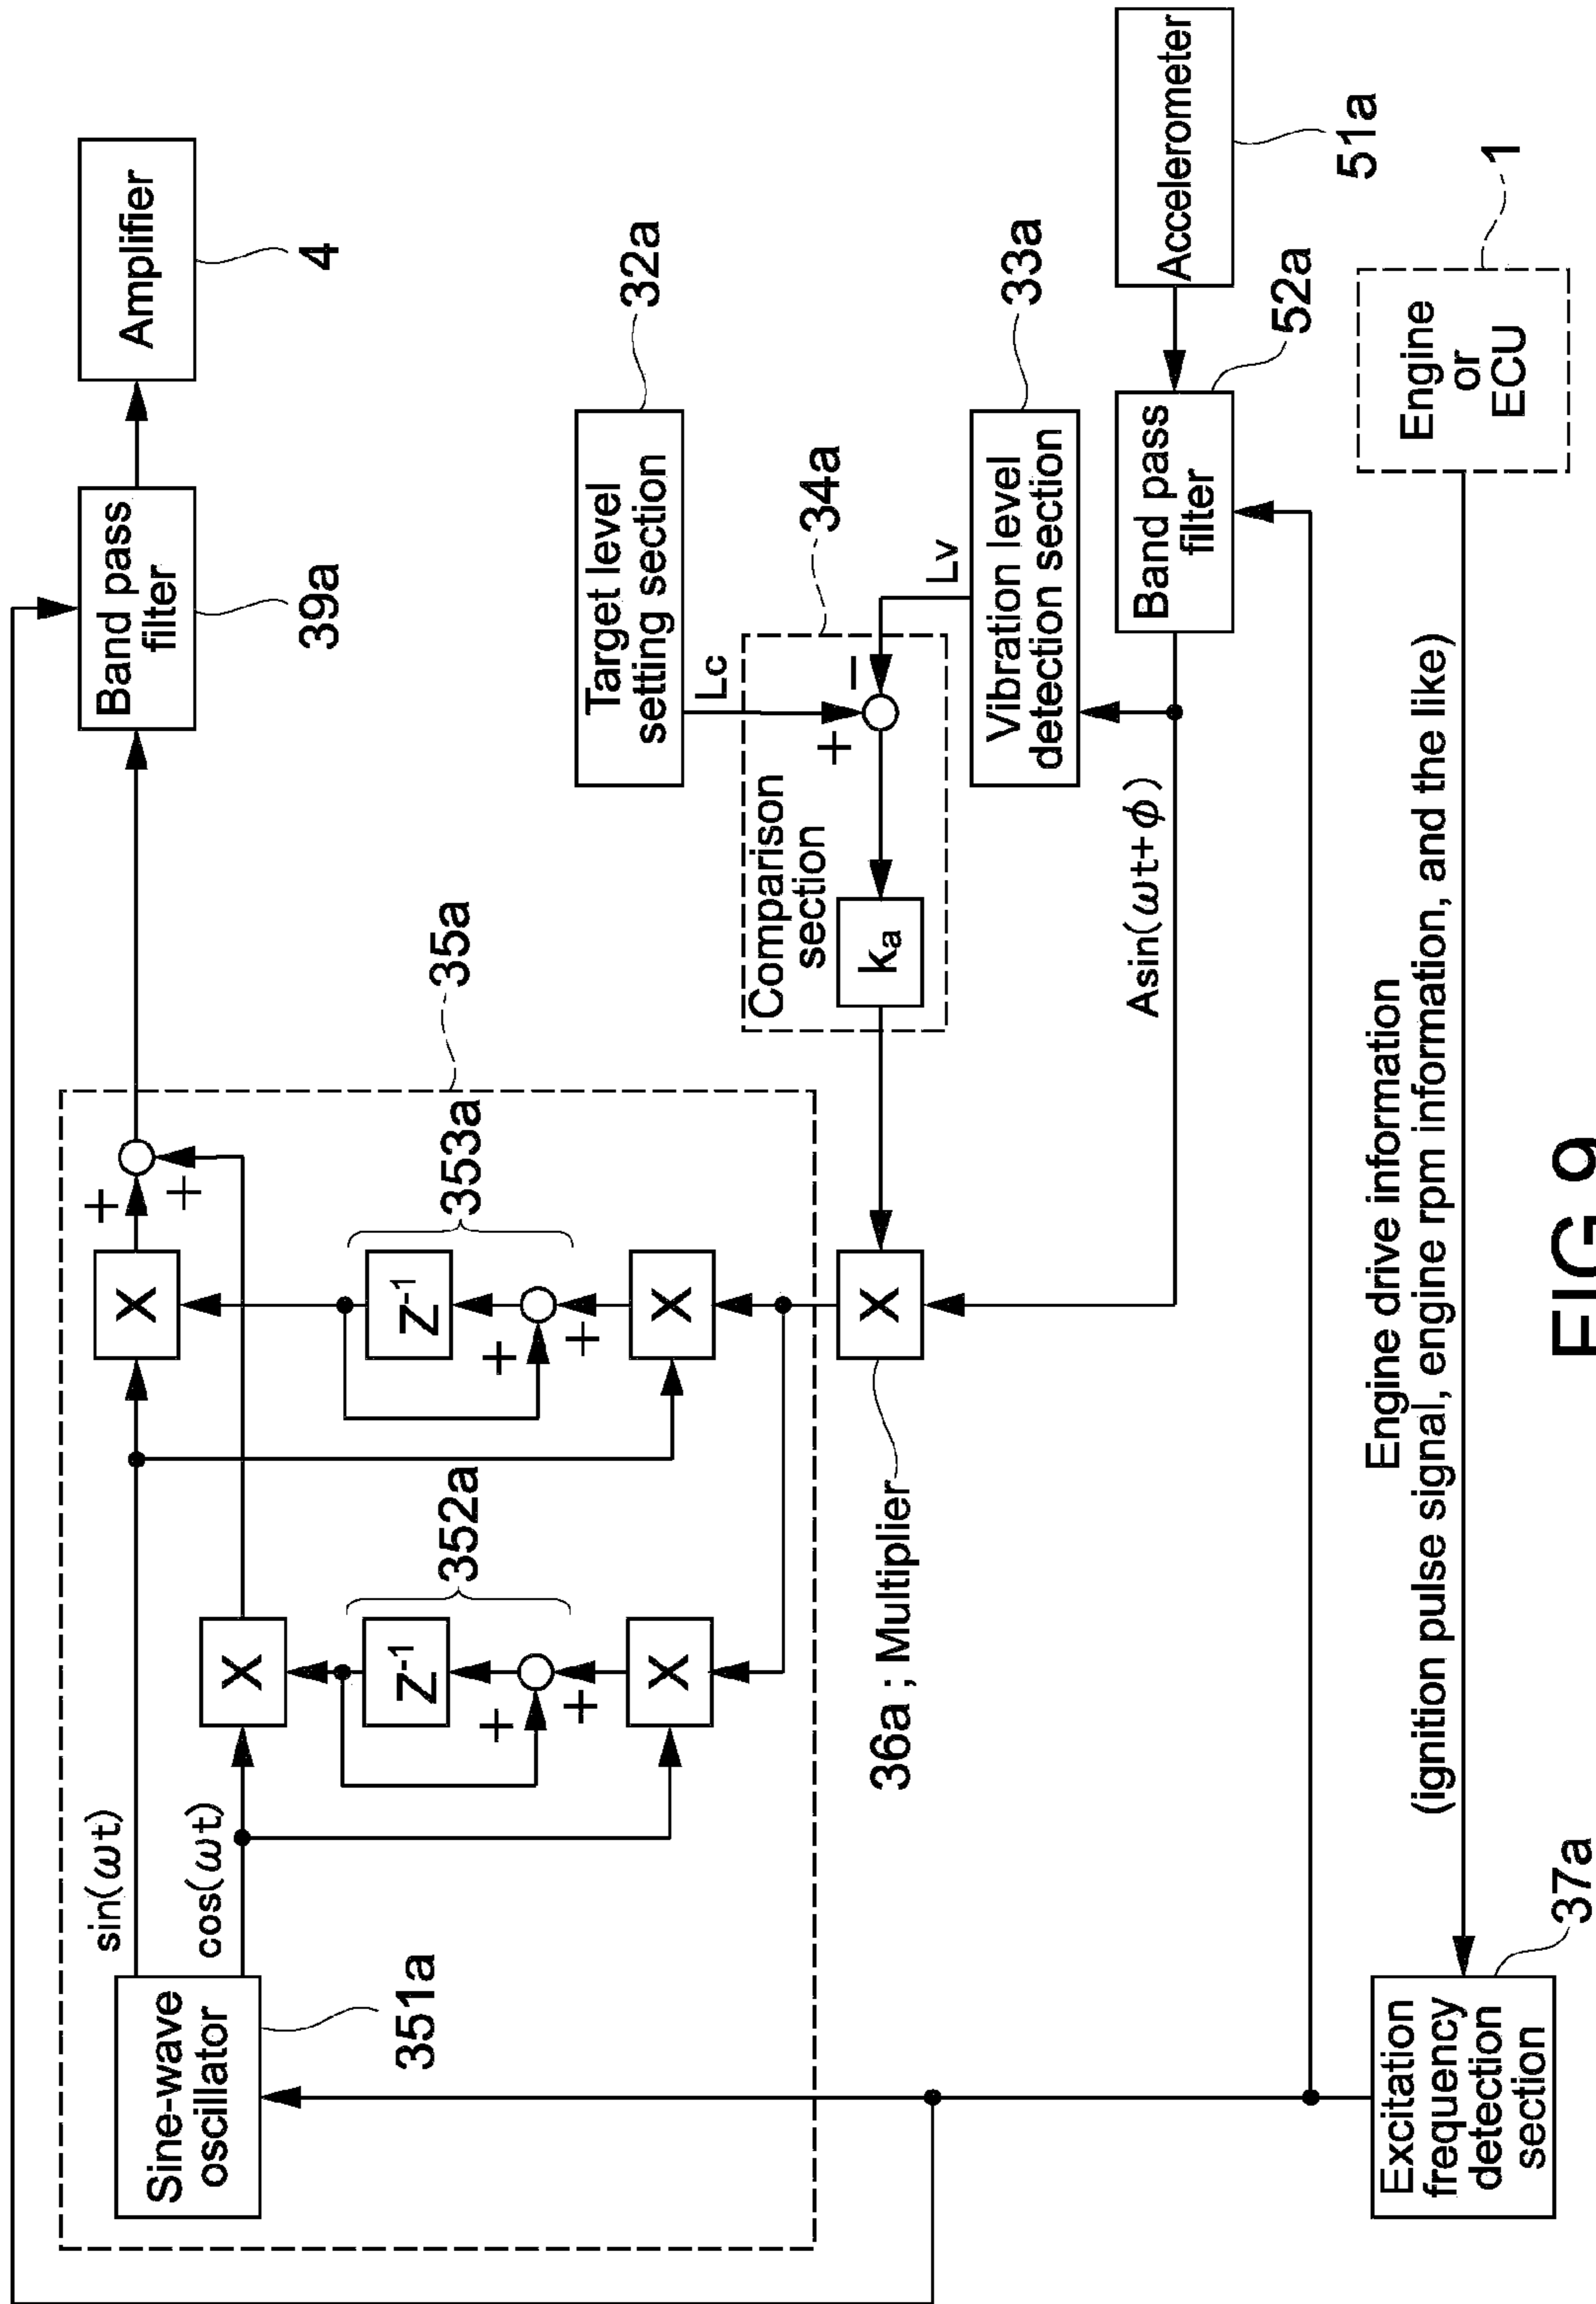 35a
sin(ωt)
cos(ωt)
Sine-wave
oscillator
351a
X
X
Z-1
Z-1
+
+
+
+
+
+
X
X
352a
353a
Band pass
filter
39a
Amplifier
4
Target level
setting section
32a
Lc
Comparison
section
34a
ka
+
−
Lv
Vibration level
detection section
33a
X
36a ; Multiplier
Asin(ωt+ϕ)
Band pass
filter
52a
Accelerometer
51a
Engine drive information
(ignition pulse signal, engine rpm information, and the like)
Engine
or
ECU
1
Excitation
frequency
detection
section
37a
FIG.9